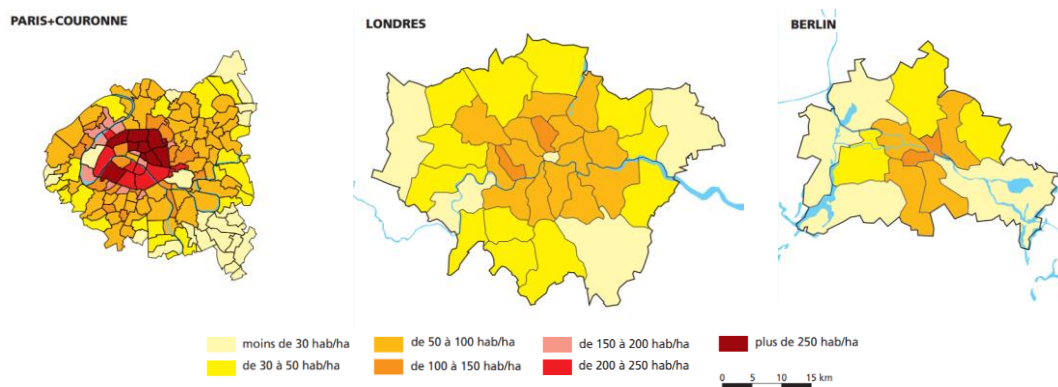 PARIS+COURONNE
LONDRES
BERLIN
moins de 30 hab/ha
de 50 à 100 hab/ha
de 150 à 200 hab/ha
plus de 250 hab/ha
de 30 à 50 hab/ha
de 100 à 150 hab/ha
de 200 à 250 hab/ha
0 5 10 15 km